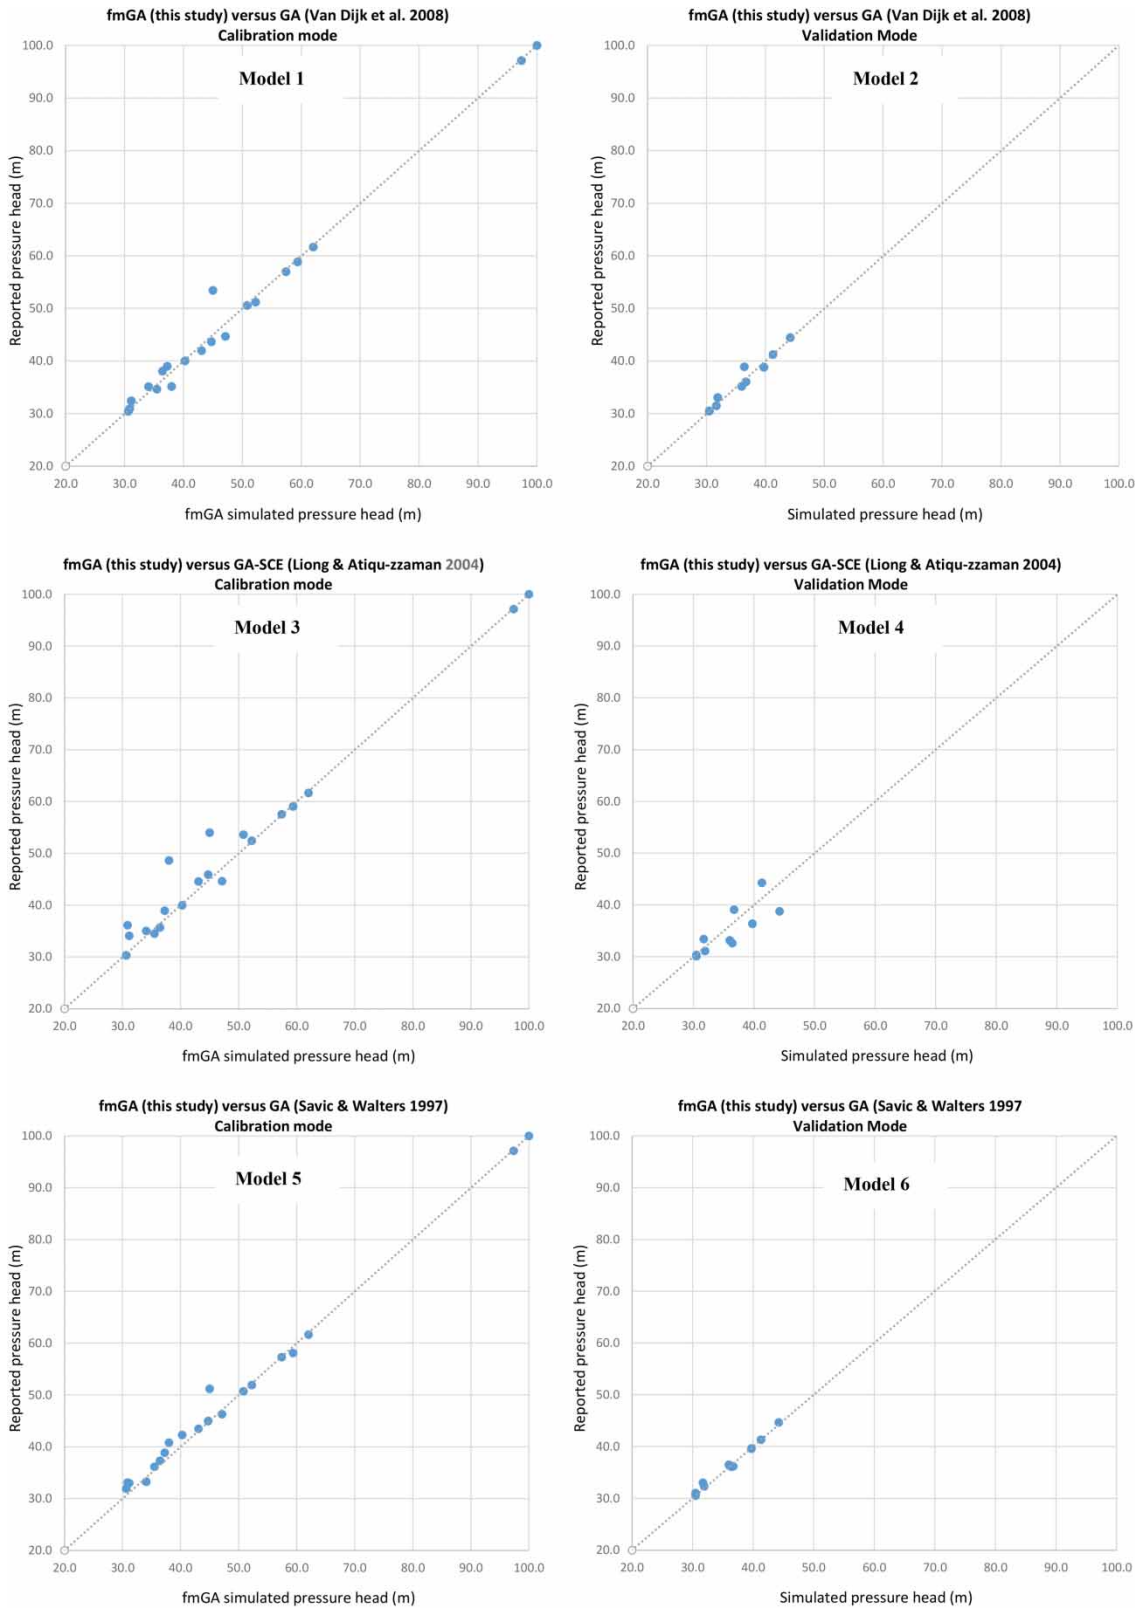 fmGA (this study) versus GA (Van Dijk et al. 2008)
Calibration mode
Model 1
Reported pressure head (m)
100.0
90.0
80.0
70.0
60.0
50.0
40.0
30.0
20.0
20.0 30.0 40.0 50.0 60.0 70.0 80.0 90.0 100.0
fmGA simulated pressure head (m)
fmGA (this study) versus GA (Van Dijk et al. 2008)
Validation Mode
Model 2
Reported pressure head (m)
100.0
90.0
80.0
70.0
60.0
50.0
40.0
30.0
20.0
20.0 30.0 40.0 50.0 60.0 70.0 80.0 90.0 100.0
Simulated pressure head (m)
fmGA (this study) versus GA-SCE (Liong & Atiqu-zzaman 2004)
Calibration mode
Model 3
Reported pressure head (m)
100.0
90.0
80.0
70.0
60.0
50.0
40.0
30.0
20.0
20.0 30.0 40.0 50.0 60.0 70.0 80.0 90.0 100.0
fmGA simulated pressure head (m)
fmGA (this study) versus GA-SCE (Liong & Atiqu-zzaman 2004)
Validation Mode
Model 4
Reported pressure head (m)
100.0
90.0
80.0
70.0
60.0
50.0
40.0
30.0
20.0
20.0 30.0 40.0 50.0 60.0 70.0 80.0 90.0 100.0
Simulated pressure head (m)
fmGA (this study) versus GA (Savic & Walters 1997)
Calibration mode
Model 5
Reported pressure head (m)
100.0
90.0
80.0
70.0
60.0
50.0
40.0
30.0
20.0
20.0 30.0 40.0 50.0 60.0 70.0 80.0 90.0 100.0
fmGA simulated pressure head (m)
fmGA (this study) versus GA (Savic & Walters 1997
Validation Mode
Model 6
Reported pressure head (m)
100.0
90.0
80.0
70.0
60.0
50.0
40.0
30.0
20.0
20.0 30.0 40.0 50.0 60.0 70.0 80.0 90.0 100.0
Simulated pressure head (m)